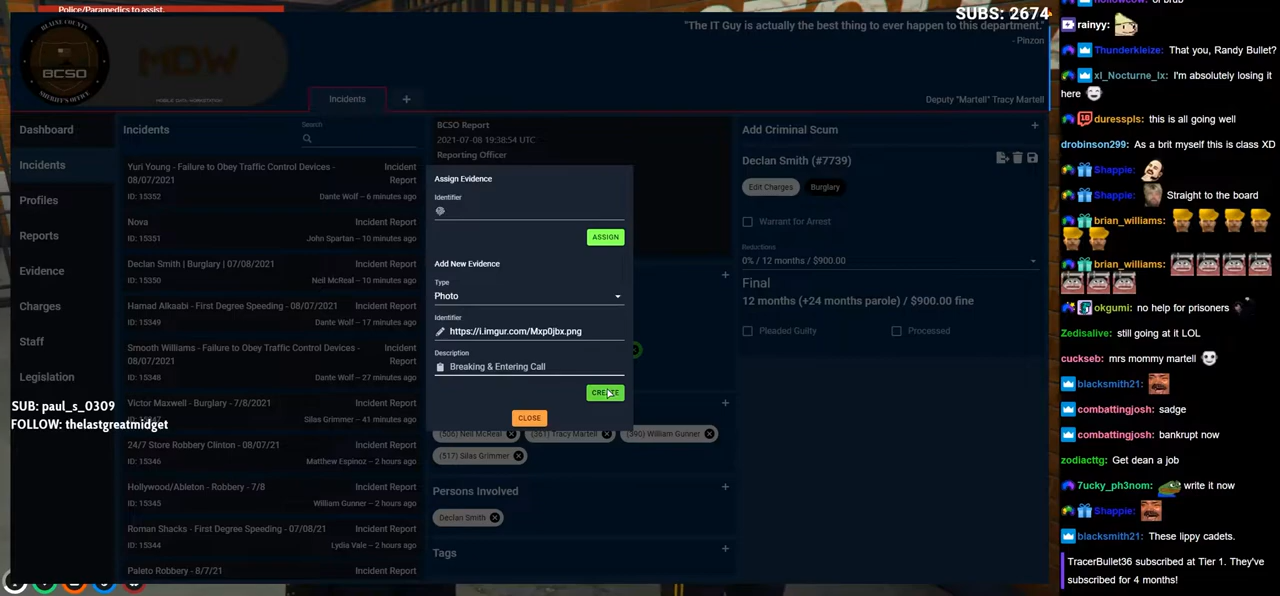 Police/Paramedics to assist.
SUBS: 2674
"The IT Guy is actually the best thing to ever happen to this department."
- Pinzon
BLAINE COUNTY
BCSO
SHERIFF'S OFFICE
MDW
MOBILE DATA WORKSTATION
Incidents
+
Deputy "Martell" Tracy Martell
Dashboard
Incidents
Profiles
Reports
Evidence
Charges
Staff
Legislation
SUB: paul_s_0309
FOLLOW: thelastgreatmidget
Incidents
Search
Yuri Young - Failure to Obey Traffic Control Devices -
08/07/2021
Incident
Report
ID: 15352
Dante Wolf – 6 minutes ago
Nova
Incident Report
ID: 15351
John Spartan – 10 minutes ago
Declan Smith | Burglary | 07/08/2021
Incident Report
ID: 15350
Neil McReal – 10 minutes ago
Hamad Alkaabi - First Degree Speeding - 08/07/2021
Incident
Report
ID: 15349
Dante Wolf – 17 minutes ago
Smooth Williams - Failure to Obey Traffic Control
Devices - 08/07/2021
Incident
Report
ID: 15348
Dante Wolf – 27 minutes ago
Victor Maxwell - Burglary - 7/8/2021
Incident Report
Silas Grimmer – 41 minutes ago
24/7 Store Robbery Clinton - 08/07/21
Incident Report
ID: 15346
Matthew Espinoz – 2 hours ago
Hollywood/Ableton - Robbery - 7/8
Incident Report
ID: 15345
William Gunner – 2 hours ago
Roman Shacks - First Degree Speeding - 07/08/21
Incident
Report
ID: 15344
Lydia Vale – 2 hours ago
Paleto Robbery - 8/7/21
Incident
BCSO Report
2021-07-08 19:38:54 UTC
Reporting Officer
Assign Evidence
Identifier
ASSIGN
Add New Evidence
Type
Photo
Identifier
https://i.imgur.com/Mxp0jbx.png
Description
Breaking & Entering Call
CREATE
CLOSE
(500) Neil McReal
(361) Tracy Martell
(390) William Gunner
(517) Silas Grimmer
Persons Involved
Declan Smith
Tags
Add Criminal Scum
Declan Smith (#7739)
Edit Charges
Burglary
Warrant for Arrest
Reductions
0% / 12 months / $900.00
Final
12 months (+24 months parole) / $900.00 fine
Pleaded Guilty
Processed
rainyy:
Thunderkleize: That you, Randy Bullet?
xl_Nocturne_lx: I'm absolutely losing it
here
duresspls: this is all going well
drobinson299: As a brit myself this is class XD
Shappie:
Shappie: Straight to the board
brian_williams:
brian_williams:
okgumi: no help for prisoners
Zedisalive: still going at it LOL
cuckseb: mrs mommy martell
blacksmith21:
combattingjosh: sadge
combattingjosh: bankrupt now
zodiacttg: Get dean a job
7ucky_ph3nom: write it now
Shappie:
blacksmith21: These lippy cadets.
TracerBullet36 subscribed at Tier 1. They've
subscribed for 4 months!